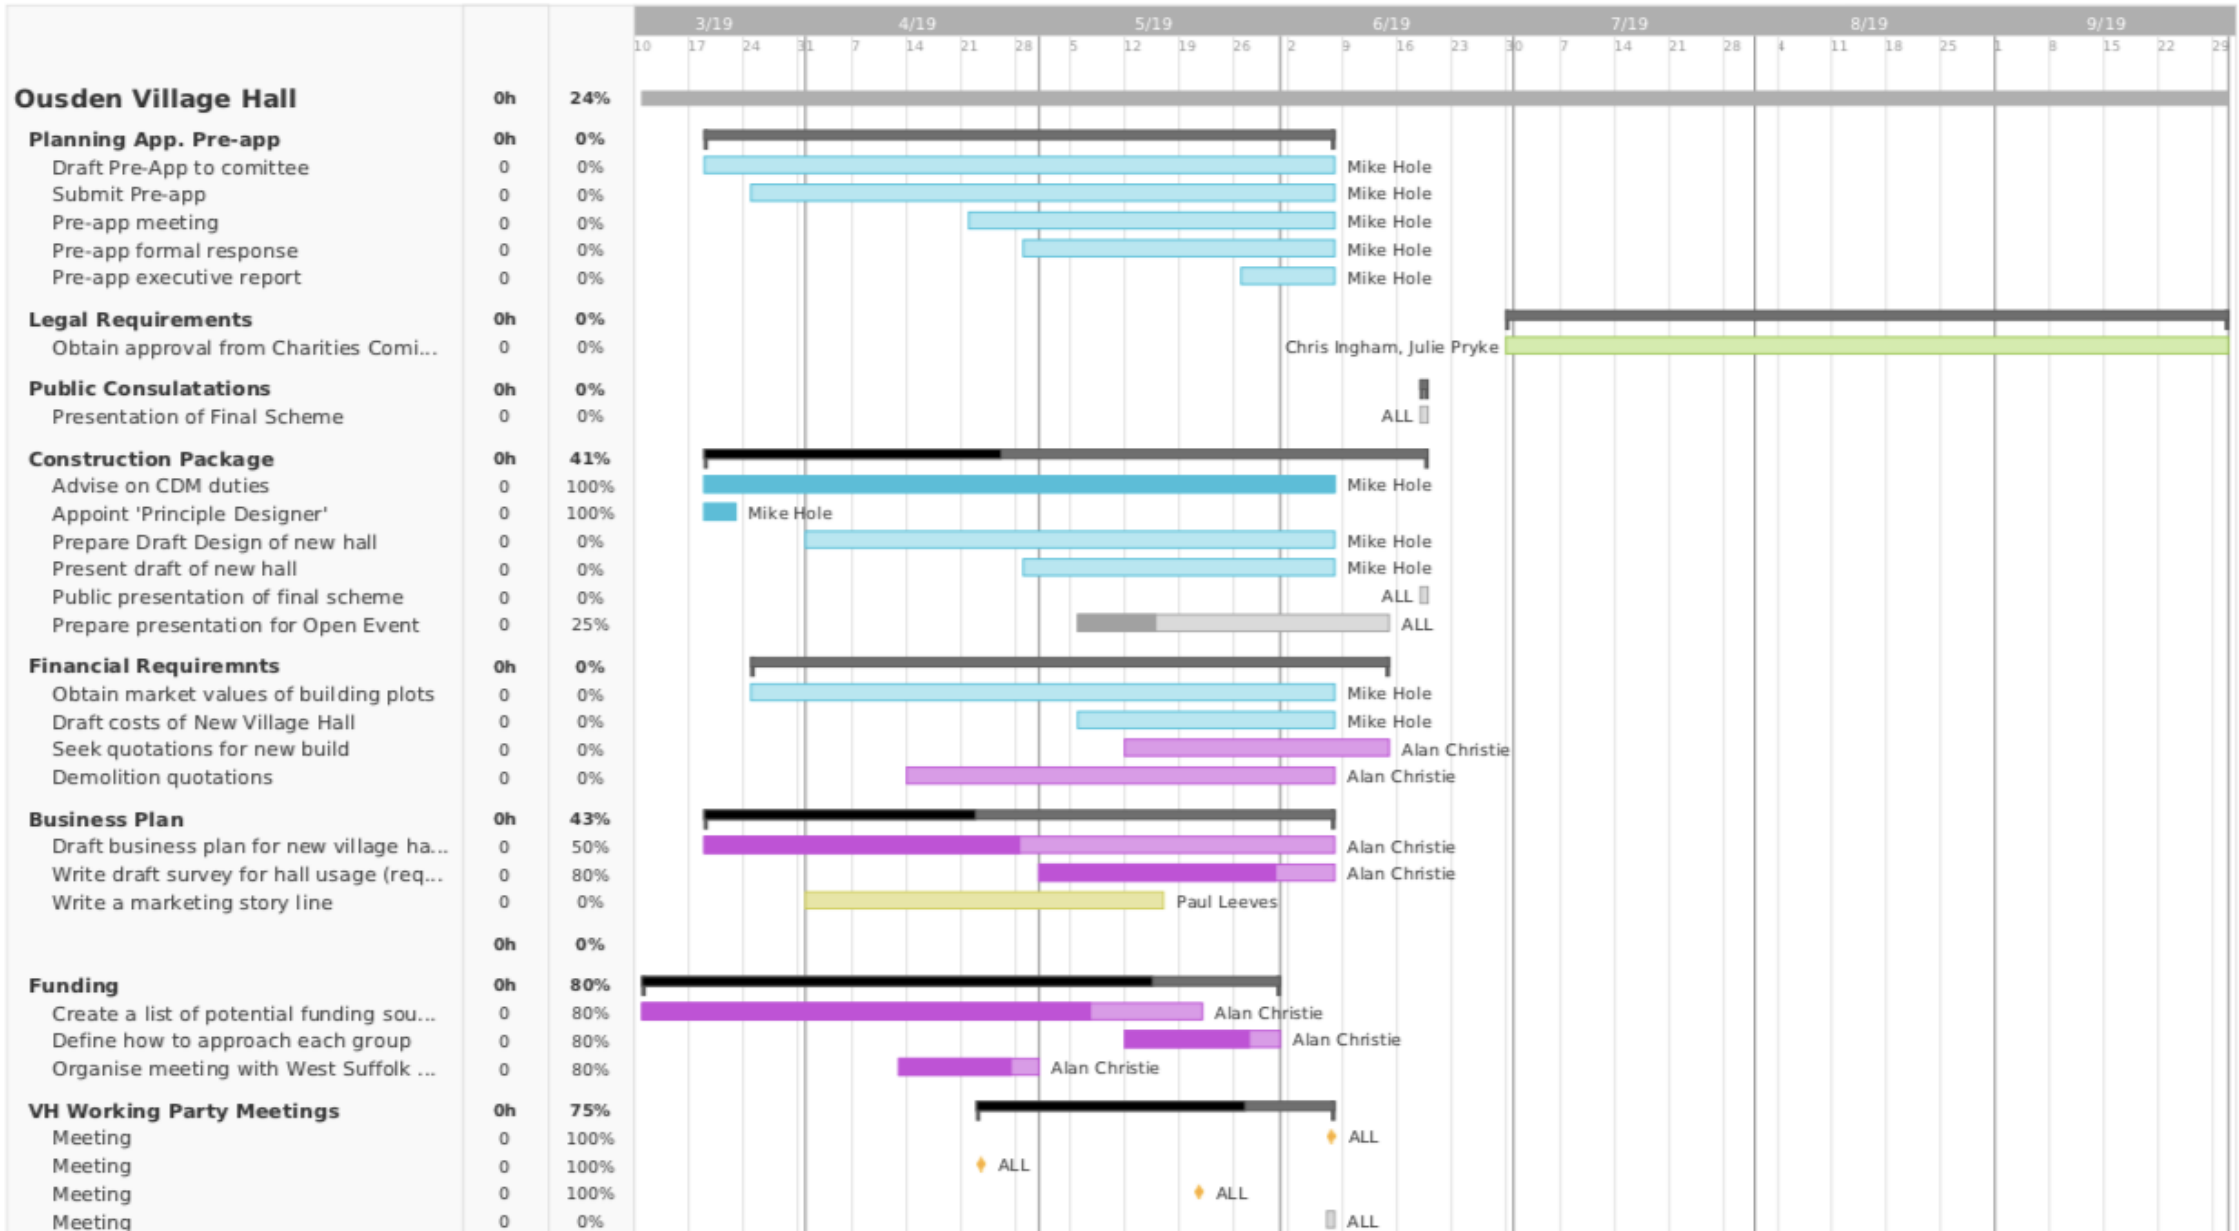 3/19 4/19 5/19 6/19 7/19 8/19 9/19
10 17 24 31 7 14 21 28 5 12 19 26 2 9 16 23 30 7 14 21 28 4 11 18 25 1 8 15 22 29
Ousden Village Hall 0h 24%
Planning App. Pre-app 0h 0%
Draft Pre-App to comittee 0 0% Mike Hole
Submit Pre-app 0 0% Mike Hole
Pre-app meeting 0 0% Mike Hole
Pre-app formal response 0 0% Mike Hole
Pre-app executive report 0 0% Mike Hole
Legal Requirements 0h 0%
Obtain approval from Charities Comi... 0 0% Chris Ingham, Julie Pryke
Public Consulatations 0h 0%
Presentation of Final Scheme 0 0% ALL
Construction Package 0h 41%
Advise on CDM duties 0 100% Mike Hole
Appoint 'Principle Designer' 0 100% Mike Hole
Prepare Draft Design of new hall 0 0% Mike Hole
Present draft of new hall 0 0% Mike Hole
Public presentation of final scheme 0 0% ALL
Prepare presentation for Open Event 0 25% ALL
Financial Requiremnts 0h 0%
Obtain market values of building plots 0 0% Mike Hole
Draft costs of New Village Hall 0 0% Mike Hole
Seek quotations for new build 0 0% Alan Christie
Demolition quotations 0 0% Alan Christie
Business Plan 0h 43%
Draft business plan for new village ha... 0 50% Alan Christie
Write draft survey for hall usage (req... 0 80% Alan Christie
Write a marketing story line 0 0% Paul Leeves
0h 0%
Funding 0h 80%
Create a list of potential funding sou... 0 80% Alan Christie
Define how to approach each group 0 80% Alan Christie
Organise meeting with West Suffolk ... 0 80% Alan Christie
VH Working Party Meetings 0h 75%
Meeting 0 100% ALL
Meeting 0 100% ALL
Meeting 0 100% ALL
Meeting 0 0% ALL